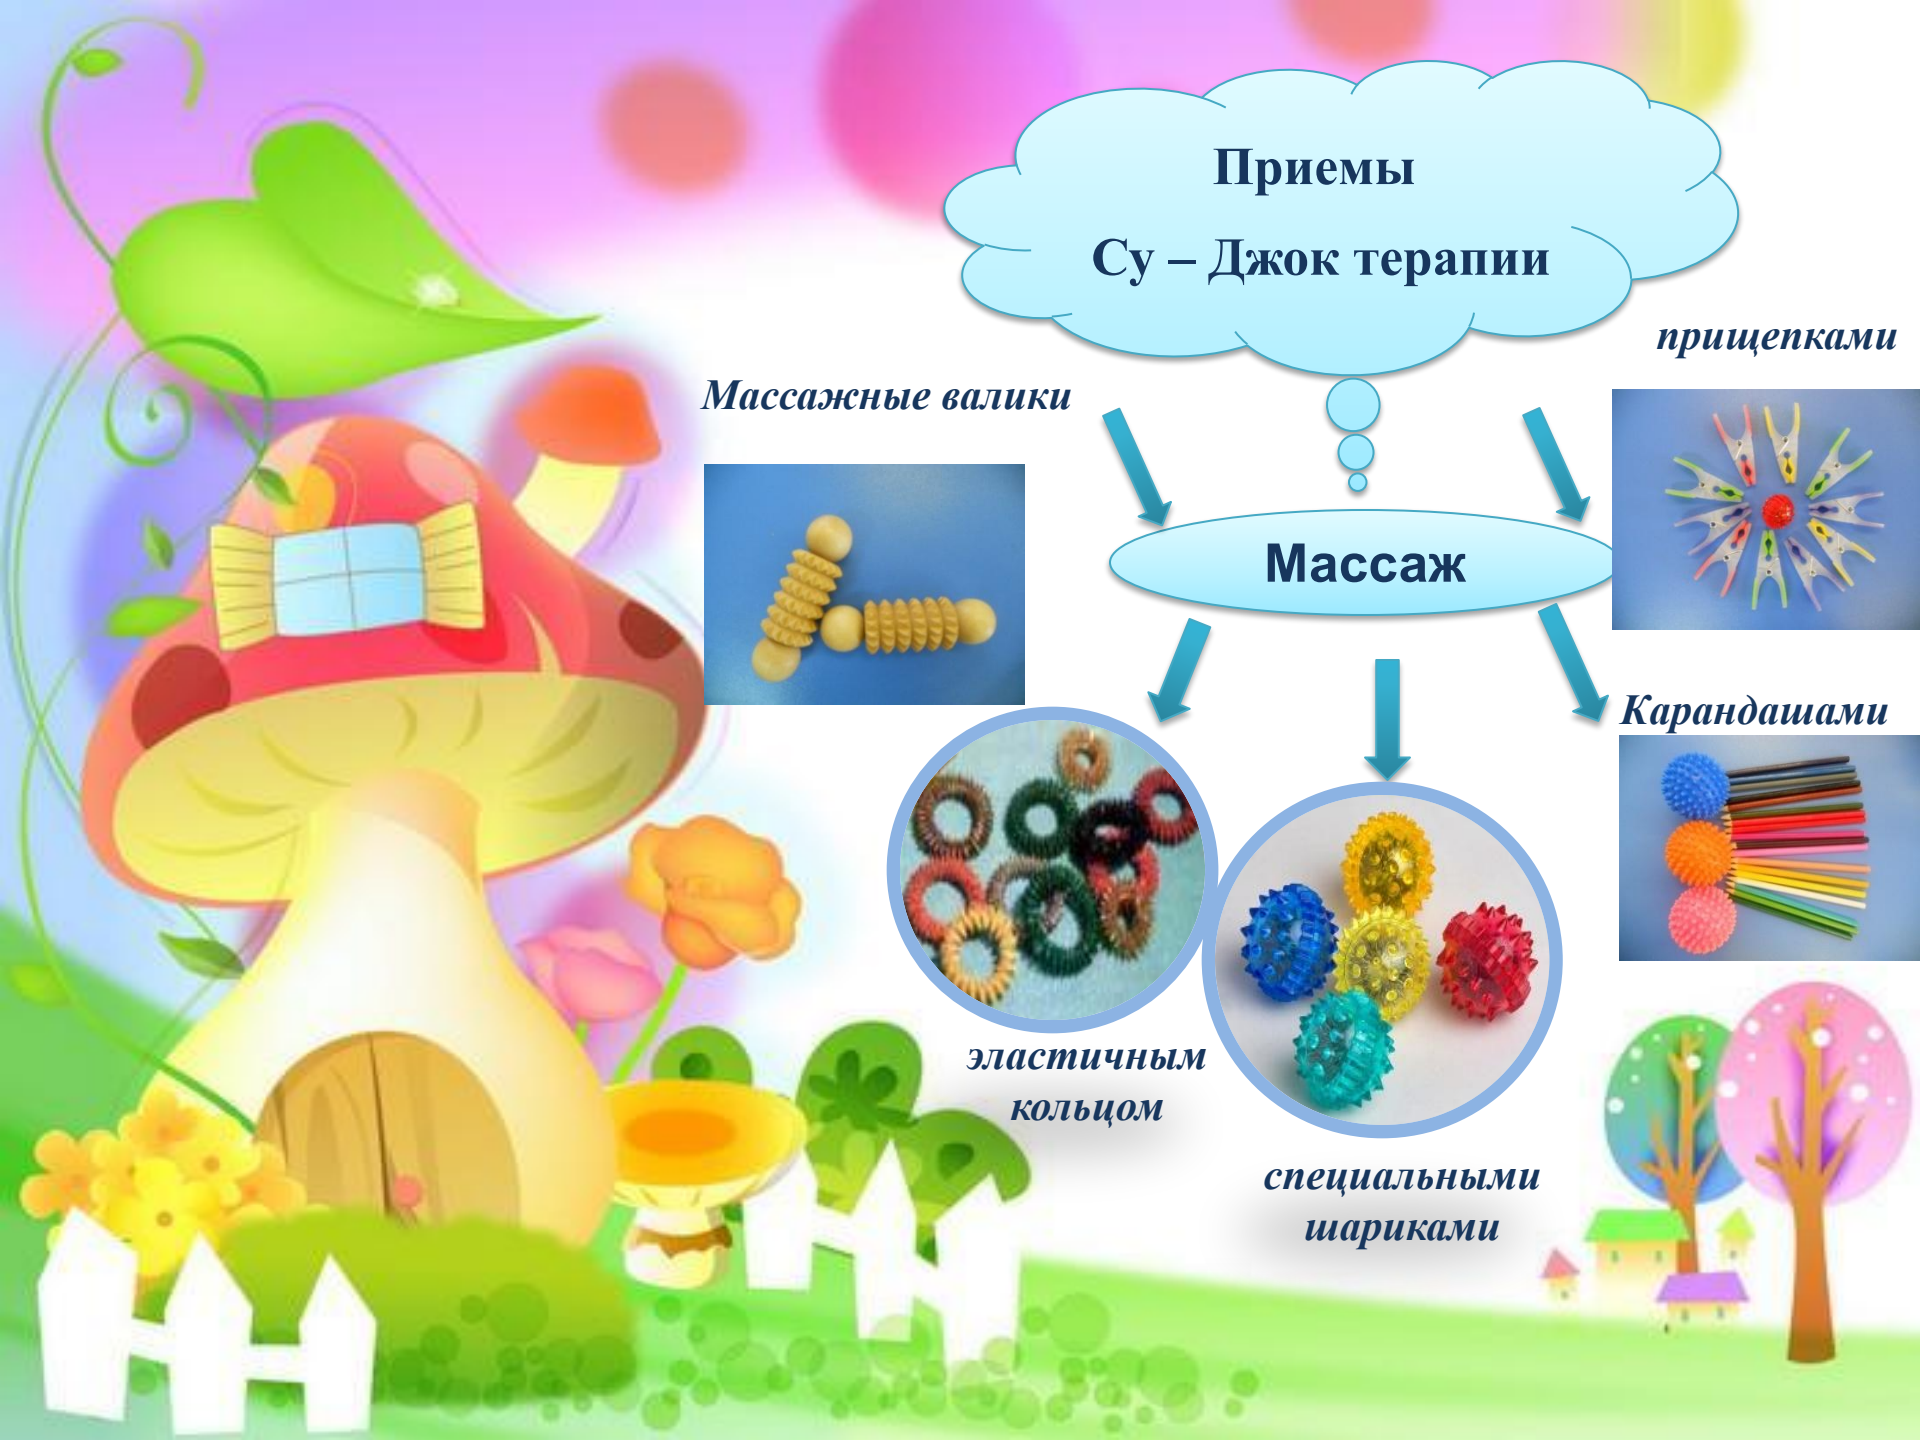 Приемы
Су – Джок терапии
прищепками
Массажные валики
Массаж
Карандашами
эластичным
кольцом
специальными
шариками